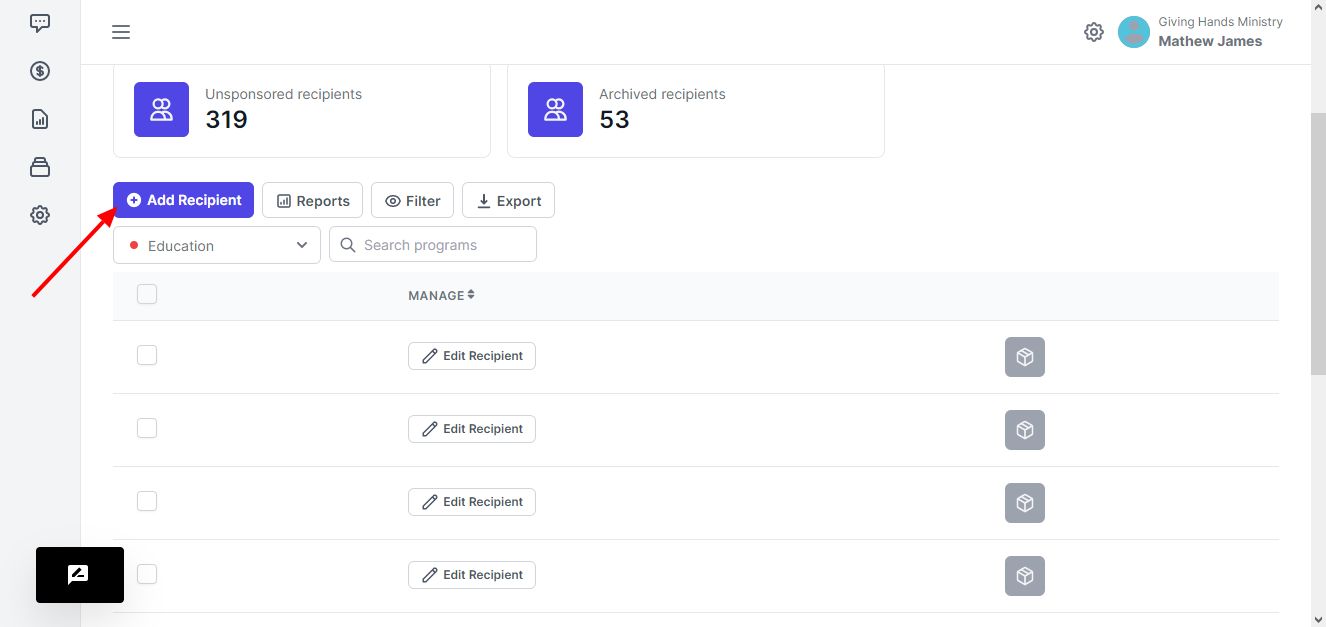 Giving Hands Ministry
Mathew James
Unsponsored recipients
319
Archived recipients
53
Add Recipient
Reports
Filter
Export
Education
Search programs
MANAGE
Edit Recipient
Edit Recipient
Edit Recipient
Edit Recipient